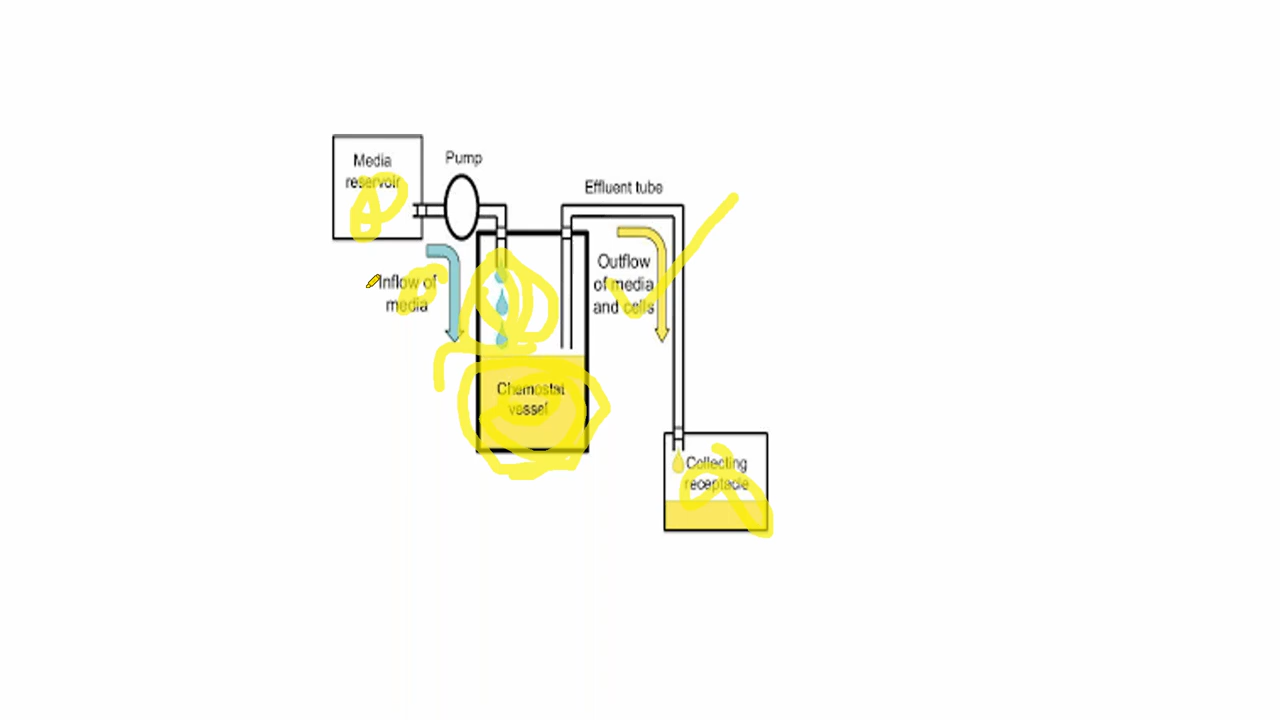 Media
reservoir
Pump
Effluent tube
Inflow of
media
Outflow
of media
and cells
Chemostat
vessel
Collecting
receptacle